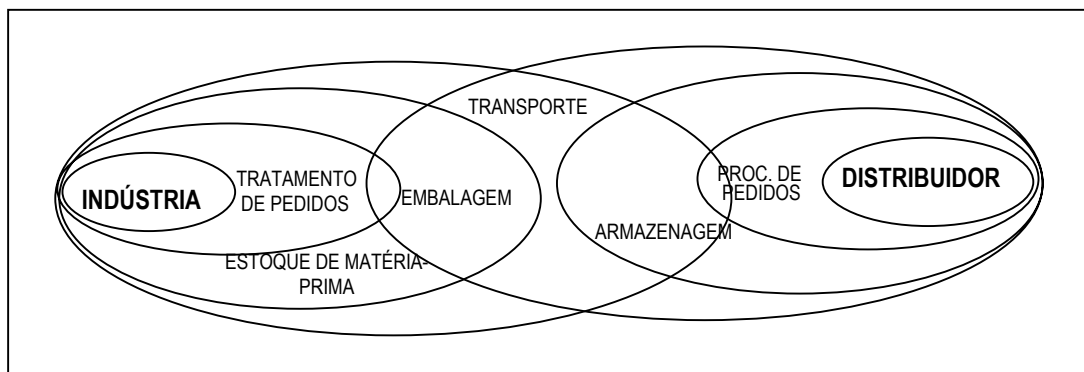 TRANSPORTE
INDÚSTRIA
TRATAMENTO
DE PEDIDOS
EMBALAGEM
PROC. DE
PEDIDOS
DISTRIBUIDOR
ARMAZENAGEM
ESTOQUE DE MATÉRIA-
PRIMA